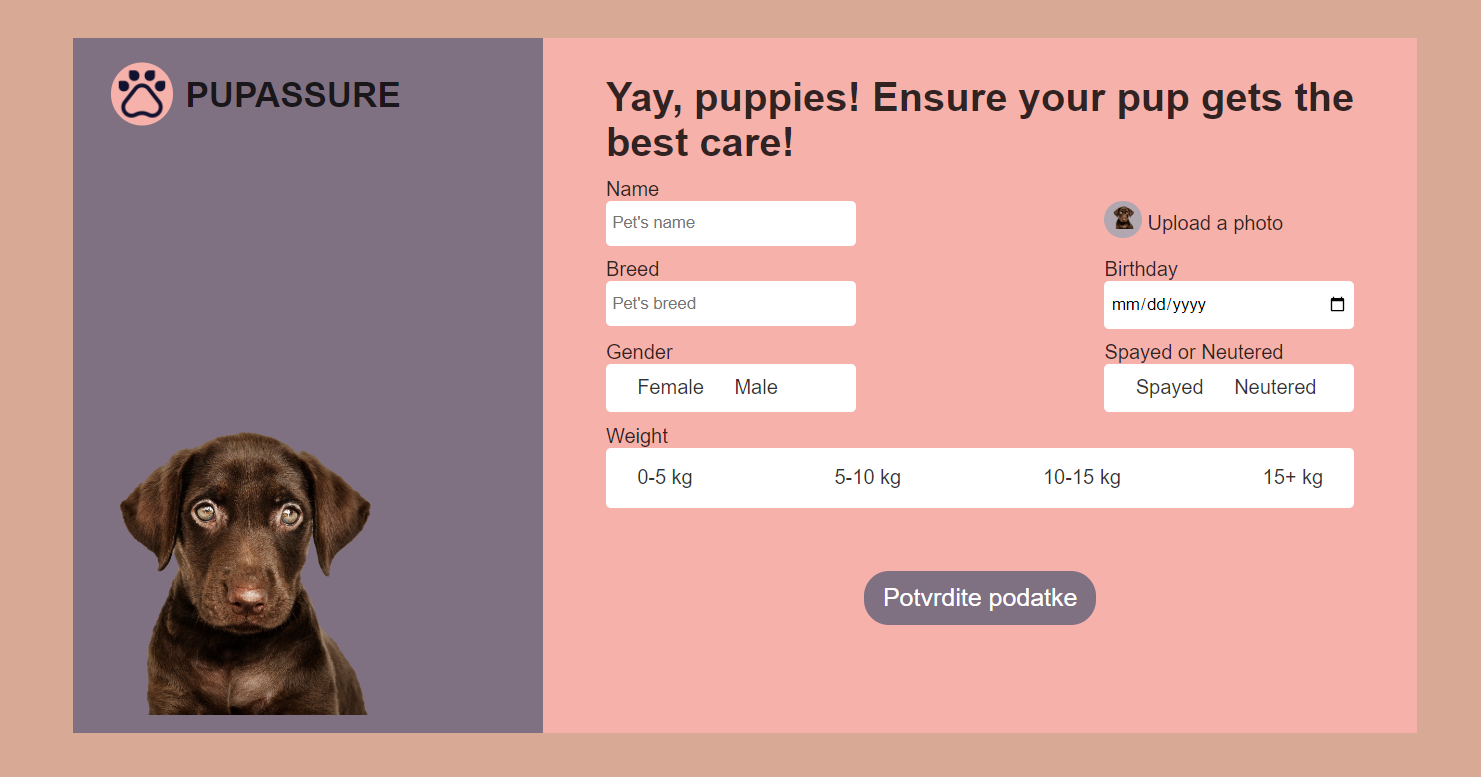 PUPASSURE
Yay, puppies! Ensure your pup gets the
best care!
Name
Pet's name
Upload a photo
Breed
Birthday
Pet's breed
mm/dd/yyyy
Gender
Spayed or Neutered
Female Male
Spayed Neutered
Weight
0-5 kg 5-10 kg 10-15 kg 15+ kg
Potvrdite podatke